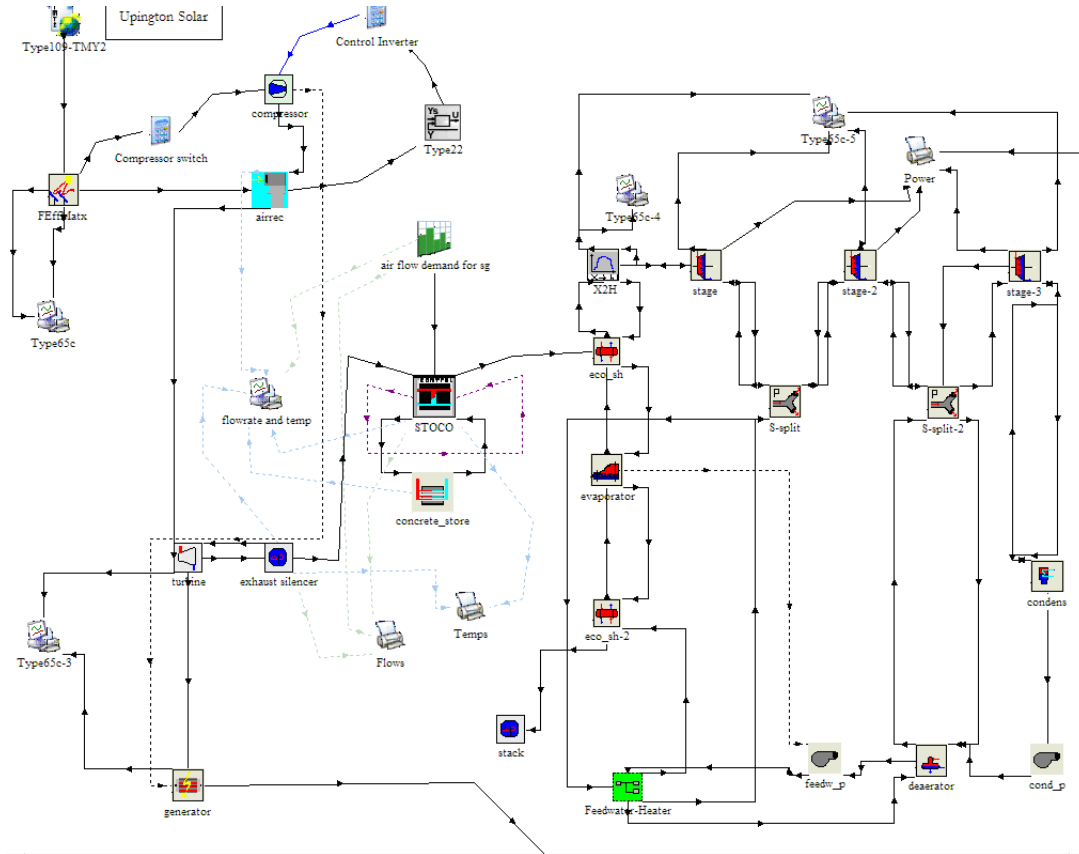 Upington Solar
Type109-TMY2
Control Inverter
compressor
Compressor switch
Type22
Type65c-5
Power
FEffMatx
airrec
Type65c-4
air flow demand for sg
X2H
stage
stage-2
stage-3
Type65c
eco_sh
flowrate and temp
STOCO
S-split
S-split-2
evaporator
concrete_store
turbine
exhaust silencer
condens
Temps
eco_sh-2
Type65c-3
Flows
stack
feedw_p
deaerator
cond_p
generator
Feedwater-Heater